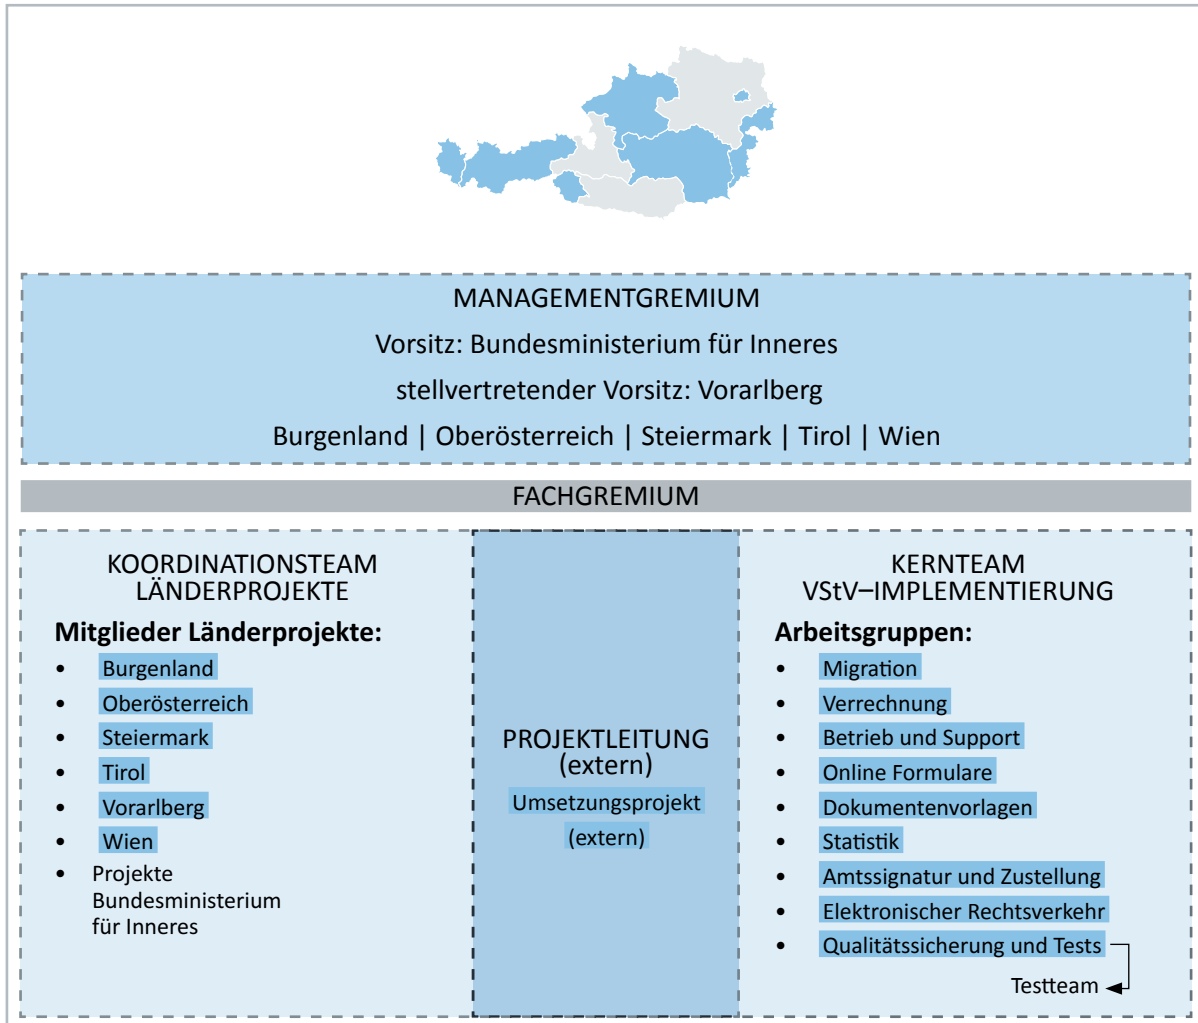 MANAGEMENTGREMIUM
Vorsitz: Bundesministerium für Inneres
stellvertretender Vorsitz: Vorarlberg
Burgenland | Oberösterreich | Steiermark | Tirol | Wien
FACHGREMIUM
KOORDINATIONSTEAM
LÄNDERPROJEKTE
Mitglieder Länderprojekte:
• Burgenland
• Oberösterreich
• Steiermark
• Tirol
• Vorarlberg
• Wien
• Projekte
Bundesministerium
für Inneres
PROJEKTLEITUNG
(extern)
Umsetzungsprojekt
(extern)
KERNTEAM
VStV–IMPLEMENTIERUNG
Arbeitsgruppen:
• Migration
• Verrechnung
• Betrieb und Support
• Online Formulare
• Dokumentenvorlagen
• Statistik
• Amtssignatur und Zustellung
• Elektronischer Rechtsverkehr
• Qualitätssicherung und Tests
Testteam